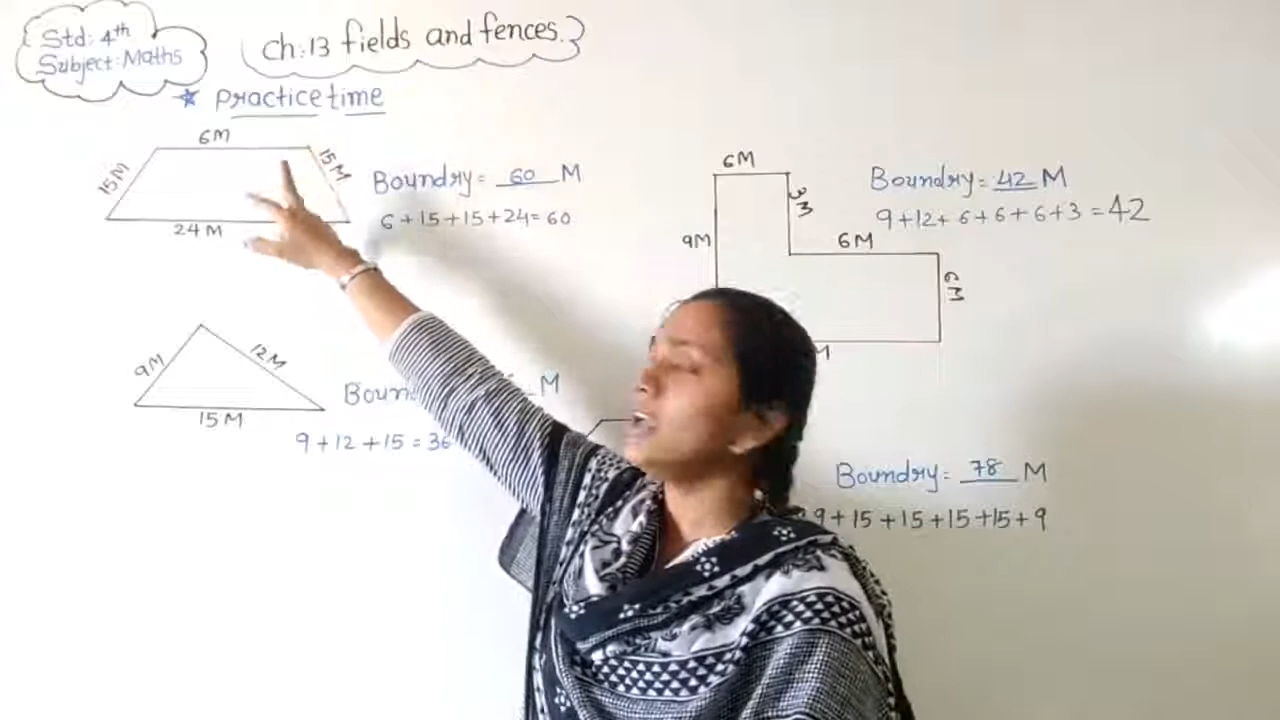 Std: 4th
Subject: Maths
Ch:13 fields and fences.
Practice time
6M
15M
15M
24M
Boundry= 60 M
6+15+15+24=60
6M
3M
9M
6M
6M
M
Boundry= 42 M
9+12+6+6+6+3=42
9M
12M
15M
M
9+12+15=36
Boundry= 78 M
9+15+15+15+15+9